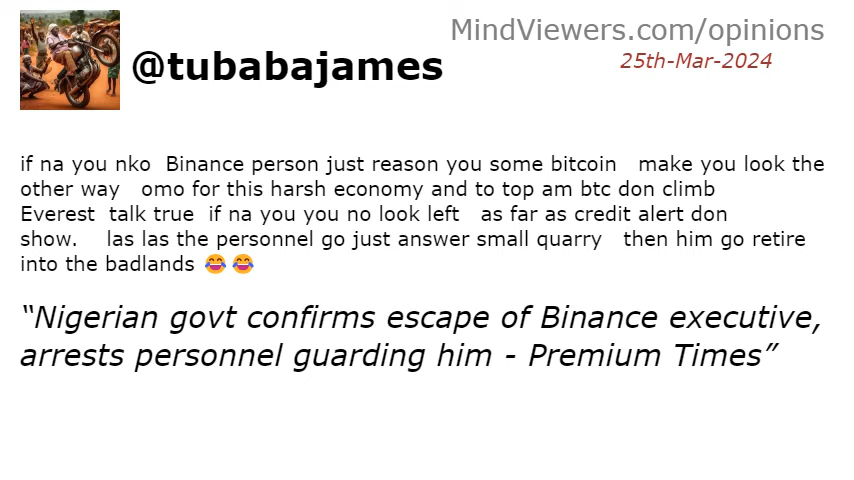 MindViewers.com/opinions
@tubabajames
25th-Mar-2024
if na you nko  Binance person just reason you some bitcoin   make you look the
other way   omo for this harsh economy and to top am btc don climb
Everest  talk true  if na you you no look left   as far as credit alert don
show.    las las the personnel go just answer small quarry   then him go retire
into the badlands 😂😂
“Nigerian govt confirms escape of Binance executive,
arrests personnel guarding him - Premium Times”